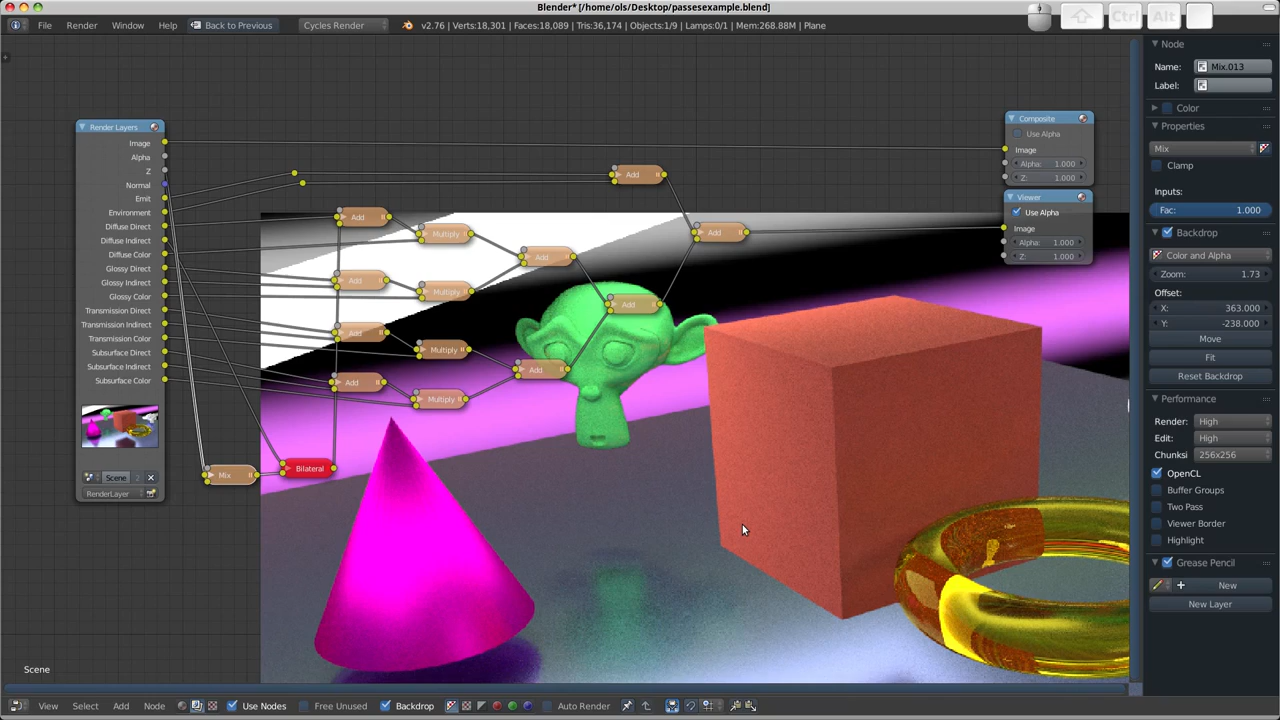 Blender* [/home/ols/Desktop/passesexample.blend]
File Render Window Help Back to Previous Cycles Render v2.76 | Verts:18,301 | Faces:18,089 | Tris:36,174 | Objects:1/9 | Lamps:0/1 | Mem:268.88M | Plane
Ctrl Alt
Render Layers
Image
Alpha
Z
Normal
Emit
Environment
Diffuse Direct
Diffuse Indirect
Diffuse Color
Glossy Direct
Glossy Indirect
Glossy Color
Transmission Direct
Transmission Indirect
Transmission Color
Subsurface Direct
Subsurface Indirect
Subsurface Color
Scene 2
RenderLayer
Mix
Bilateral
Add
Multiply
Add
Multiply
Add
Multiply
Add
Multiply
Add
Add
Add
Add
Add
Composite
Use Alpha
Image
Alpha: 1.000
Z: 1.000
Viewer
Use Alpha
Image
Alpha: 1.000
Z: 1.000
Node
Name: Mix.013
Label:
Color
Properties
Mix
Clamp
Inputs:
Fac: 1.000
Backdrop
Color and Alpha
Zoom: 1.73
Offset:
X: 363.000
Y: -238.000
Move
Fit
Reset Backdrop
Performance
Render: High
Edit: High
Chunksi 256x256
OpenCL
Buffer Groups
Two Pass
Viewer Border
Highlight
Grease Pencil
New
New Layer
Scene
View Select Add Node Use Nodes Free Unused Backdrop Auto Render